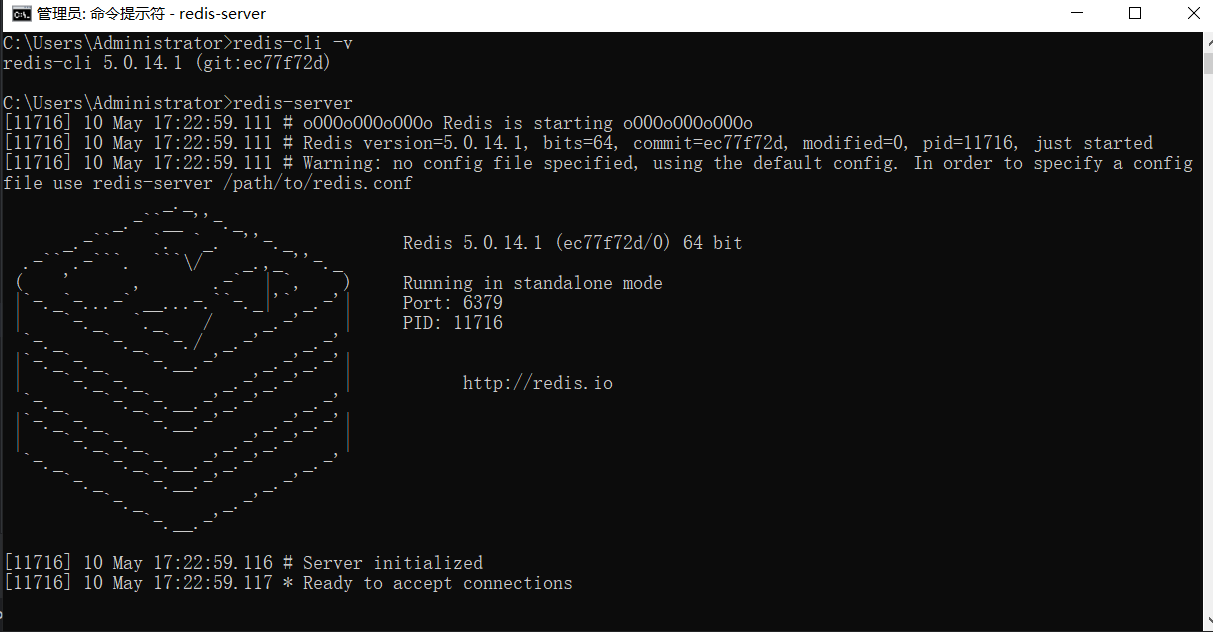 管理员: 命令提示符 - redis-server
C:\Users\Administrator>redis-cli -v
redis-cli 5.0.14.1 (git:ec77f72d)
C:\Users\Administrator>redis-server
[11716] 10 May 17:22:59.111 # oO0OoO0OoO0Oo Redis is starting oO0OoO0OoO0Oo
[11716] 10 May 17:22:59.111 # Redis version=5.0.14.1, bits=64, commit=ec77f72d, modified=0, pid=11716, just started
[11716] 10 May 17:22:59.111 # Warning: no config file specified, using the default config. In order to specify a config
file use redis-server /path/to/redis.conf
Redis 5.0.14.1 (ec77f72d/0) 64 bit
Running in standalone mode
Port: 6379
PID: 11716
http://redis.io
[11716] 10 May 17:22:59.116 # Server initialized
[11716] 10 May 17:22:59.117 * Ready to accept connections